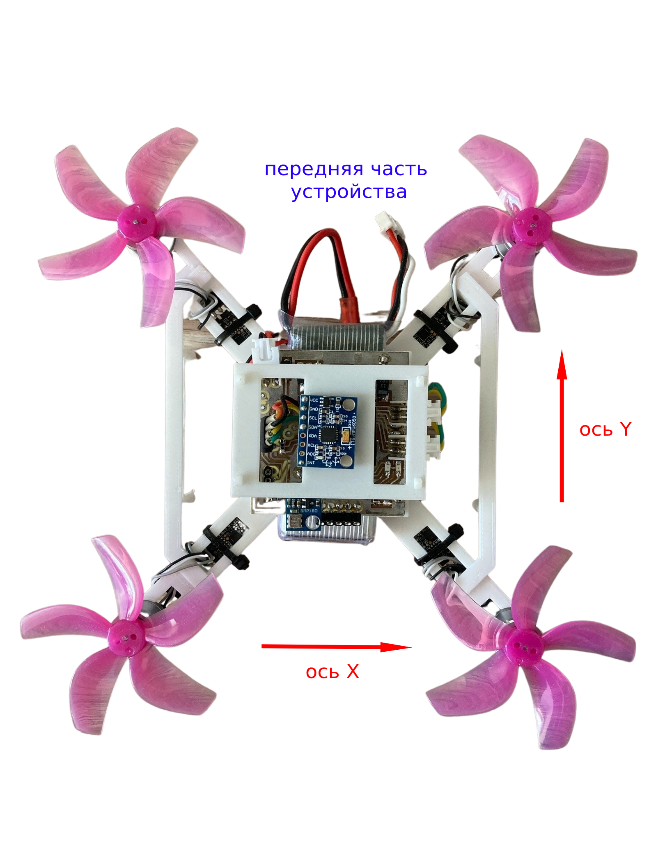 передняя часть
устройства
ось Y
ось X